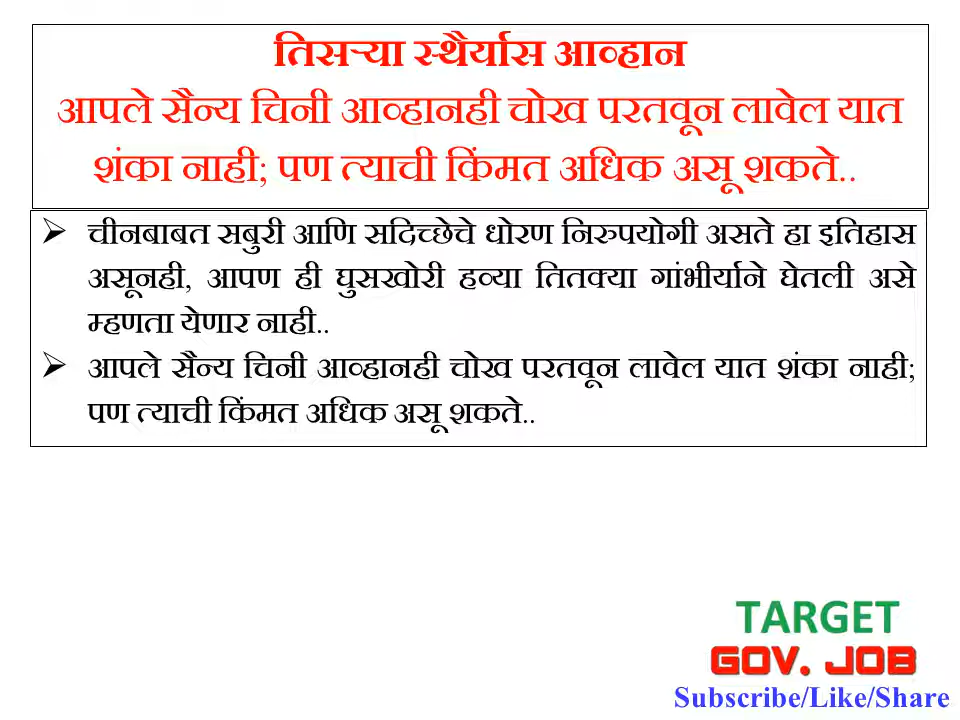 तिसऱ्या स्थैर्यास आव्हान
आपले सैन्य चिनी आव्हानही चोख परतवून लावेल यात
शंका नाही; पण त्याची किंमत अधिक असू शकते..
➢ चीनबाबत सबुरी आणि सदिच्छेचे धोरण निरुपयोगी असते हा इतिहास
असूनही, आपण ही घुसखोरी हव्या तितक्या गांभीर्याने घेतली असे
म्हणता येणार नाही..
➢ आपले सैन्य चिनी आव्हानही चोख परतवून लावेल यात शंका नाही;
पण त्याची किंमत अधिक असू शकते..
TARGET
GOV. JOB
Subscribe/Like/Share